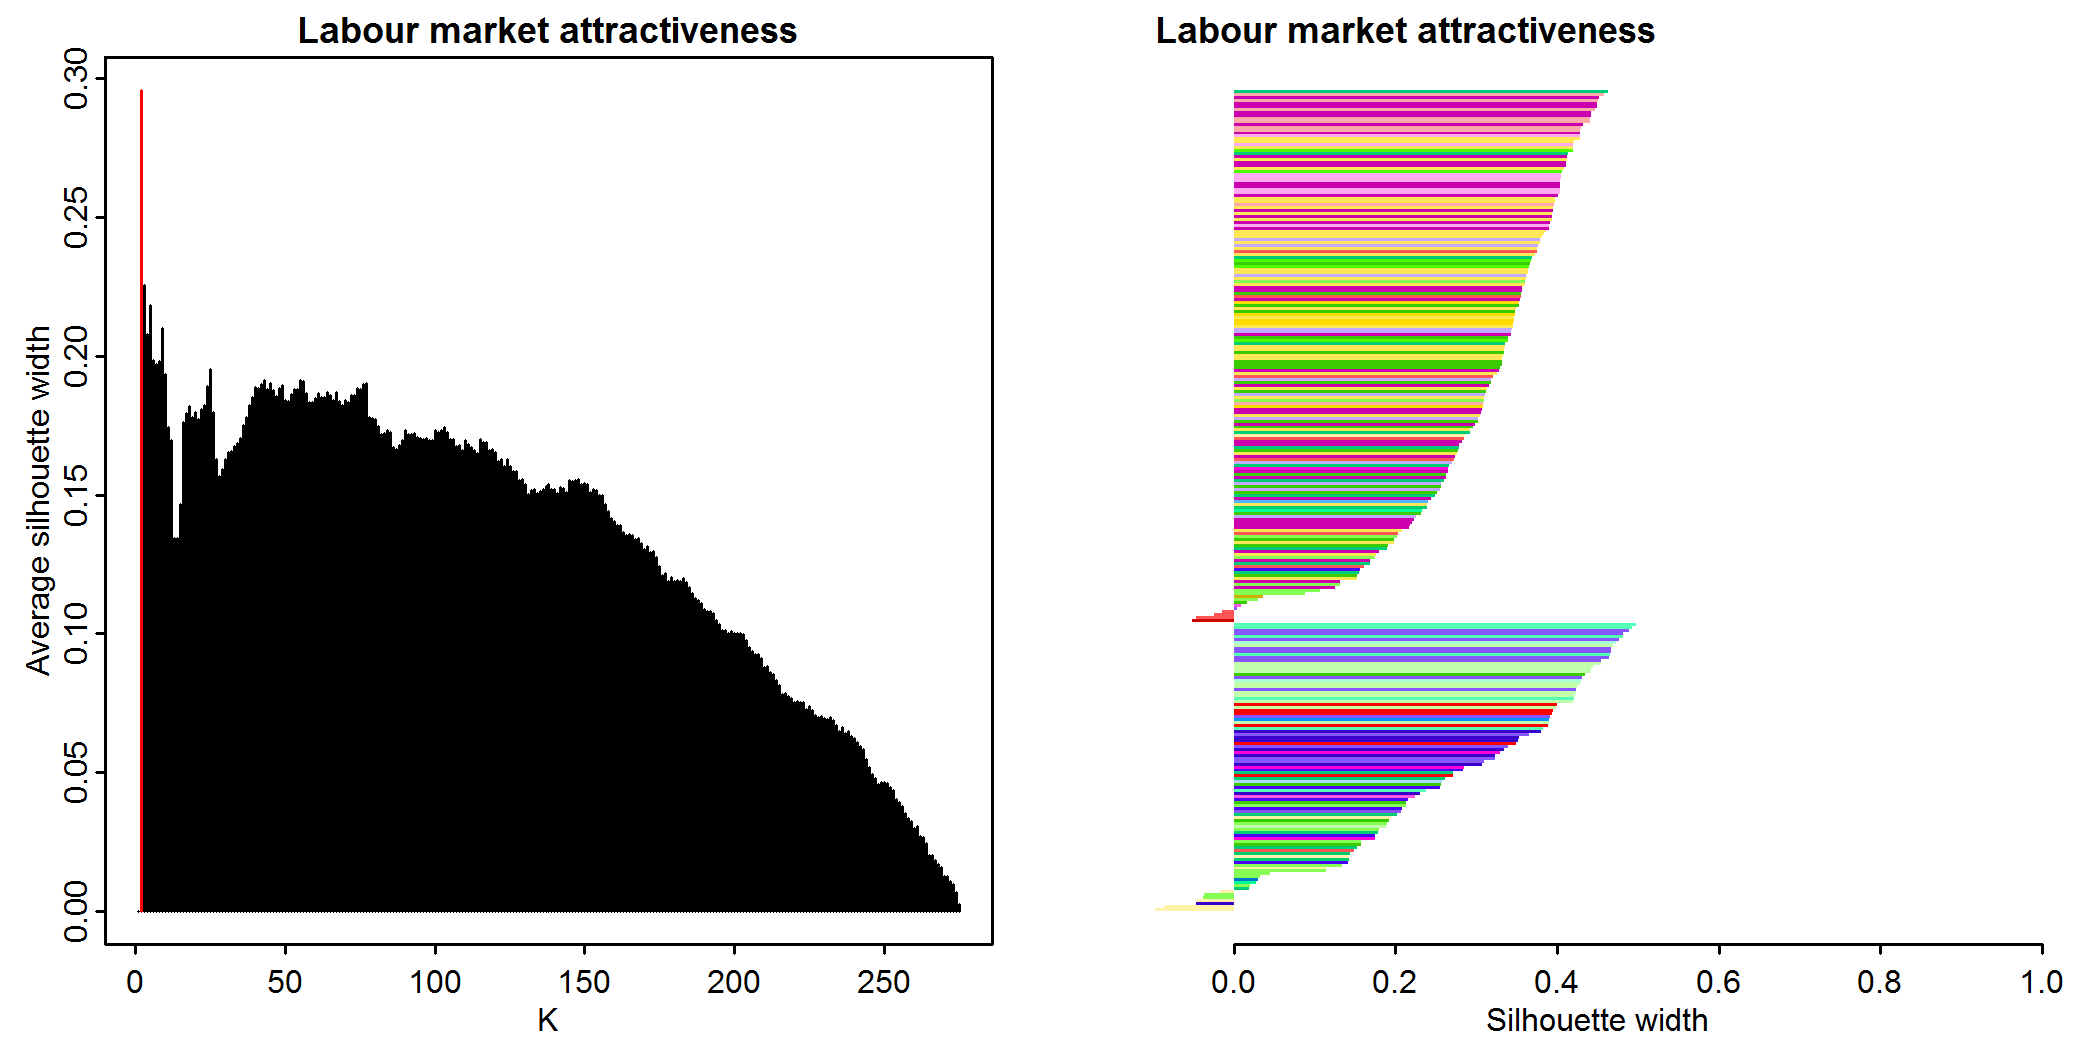 Labour market attractiveness
Average silhouette width
0.30
0.25
0.20
0.15
0.10
0.05
0.00
0 50 100 150 200 250
K
Labour market attractiveness
0.0 0.2 0.4 0.6 0.8 1.0
Silhouette width